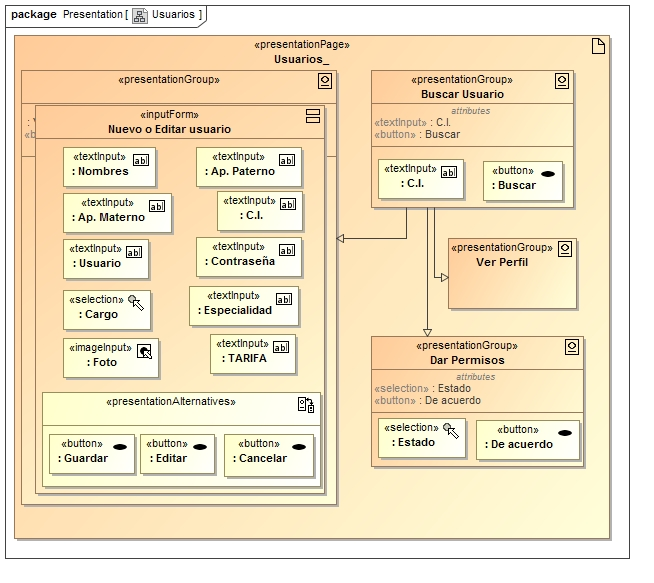 package Presentation [ Usuarios ]
«presentationPage»
Usuarios_
«presentationGroup»
«inputForm»
Nuevo o Editar usuario
«textInput»
: Nombres
«textInput»
: Ap. Paterno
«textInput»
: Ap. Materno
«textInput»
: C.I.
«textInput»
: Usuario
«textInput»
: Contraseña
«selection»
: Cargo
«textInput»
: Especialidad
«imageInput»
: Foto
«textInput»
: TARIFA
«presentationAlternatives»
«button»
: Guardar
«button»
: Editar
«button»
: Cancelar
«presentationGroup»
Buscar Usuario
attributes
«textInput» : C.I.
«button» : Buscar
«textInput»
: C.I.
«button»
: Buscar
«presentationGroup»
Ver Perfil
«presentationGroup»
Dar Permisos
attributes
«selection» : Estado
«button» : De acuerdo
«selection»
: Estado
«button»
: De acuerdo